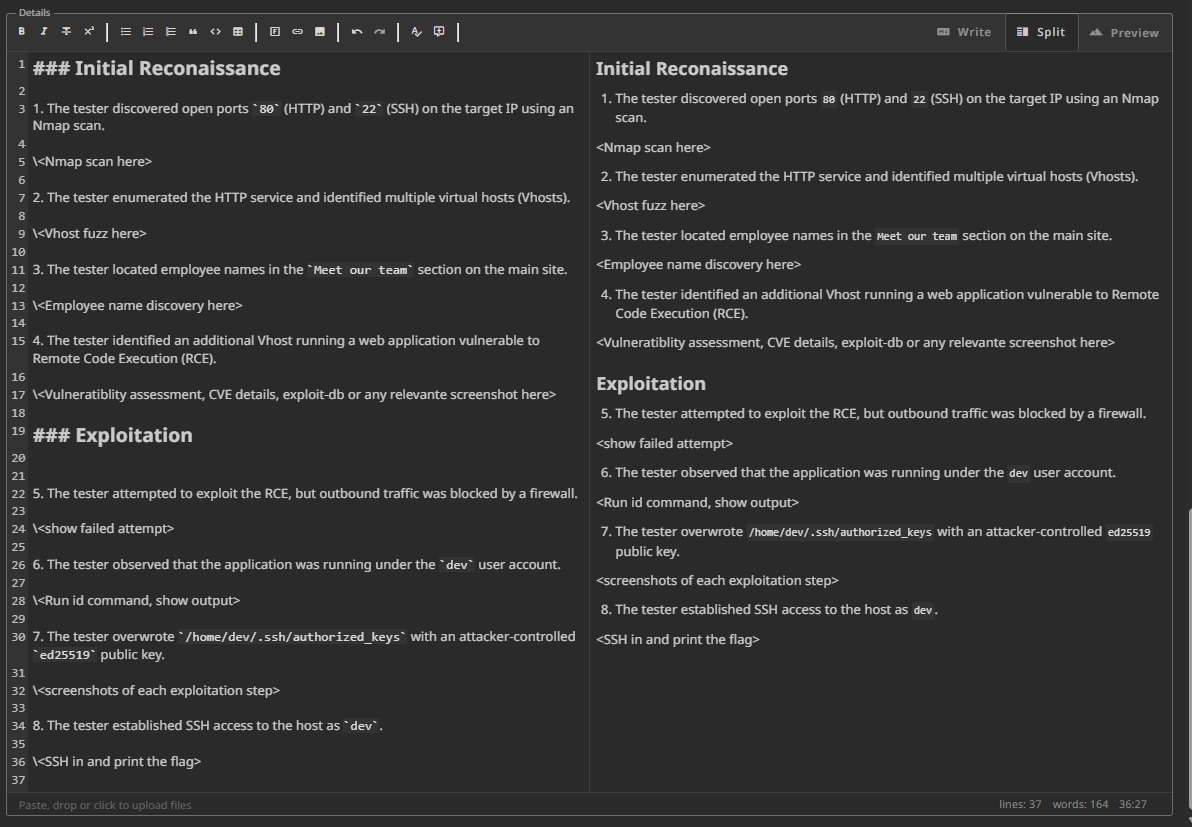 Details
B I T x²
Write Split Preview
1 ### Initial Reconaissance
2
3 1. The tester discovered open ports `80` (HTTP) and `22` (SSH) on the target IP using an
Nmap scan.
4
5 \<Nmap scan here>
6
7 2. The tester enumerated the HTTP service and identified multiple virtual hosts (Vhosts).
8
9 \<Vhost fuzz here>
10
11 3. The tester located employee names in the `Meet our team` section on the main site.
12
13 \<Employee name discovery here>
14
15 4. The tester identified an additional Vhost running a web application vulnerable to
Remote Code Execution (RCE).
16
17 \<Vulneratiblity assessment, CVE details, exploit-db or any relevante screenshot here>
18
19 ### Exploitation
20
21
22 5. The tester attempted to exploit the RCE, but outbound traffic was blocked by a firewall.
23
24 \<show failed attempt>
25
26 6. The tester observed that the application was running under the `dev` user account.
27
28 \<Run id command, show output>
29
30 7. The tester overwrote `/home/dev/.ssh/authorized_keys` with an attacker-controlled
`ed25519` public key.
31
32 \<screenshots of each exploitation step>
33
34 8. The tester established SSH access to the host as `dev`.
35
36 \<SSH in and print the flag>
37
Initial Reconaissance
1. The tester discovered open ports 80 (HTTP) and 22 (SSH) on the target IP using an Nmap
scan.
<Nmap scan here>
2. The tester enumerated the HTTP service and identified multiple virtual hosts (Vhosts).
<Vhost fuzz here>
3. The tester located employee names in the Meet our team section on the main site.
<Employee name discovery here>
4. The tester identified an additional Vhost running a web application vulnerable to Remote
Code Execution (RCE).
<Vulneratiblity assessment, CVE details, exploit-db or any relevante screenshot here>
Exploitation
5. The tester attempted to exploit the RCE, but outbound traffic was blocked by a firewall.
<show failed attempt>
6. The tester observed that the application was running under the dev user account.
<Run id command, show output>
7. The tester overwrote /home/dev/.ssh/authorized_keys with an attacker-controlled ed25519
public key.
<screenshots of each exploitation step>
8. The tester established SSH access to the host as dev.
<SSH in and print the flag>
Paste, drop or click to upload files
lines: 37 words: 164 36:27